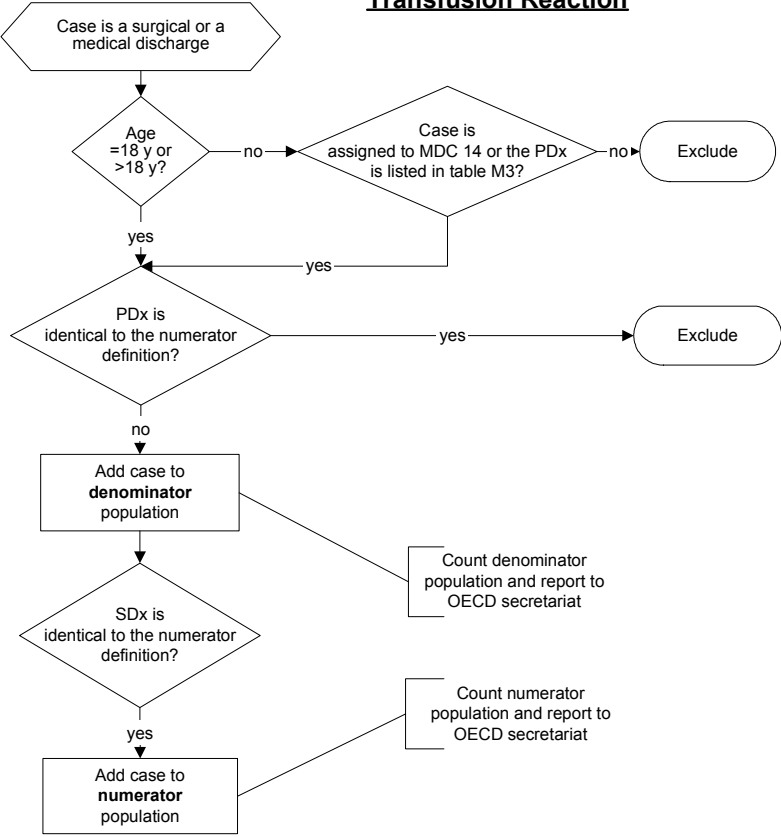 Transfusion Reaction
Case is a surgical or a
medical discharge
Age
=18 y or
>18 y?
no
Case is
assigned to MDC 14 or the PDx
is listed in table M3?
no
Exclude
yes
yes
PDx is
identical to the numerator
definition?
yes
Exclude
no
Add case to
denominator
population
Count denominator
population and report to
OECD secretariat
SDx is
identical to the numerator
definition?
Count numerator
population and report to
OECD secretariat
yes
Add case to
numerator
population